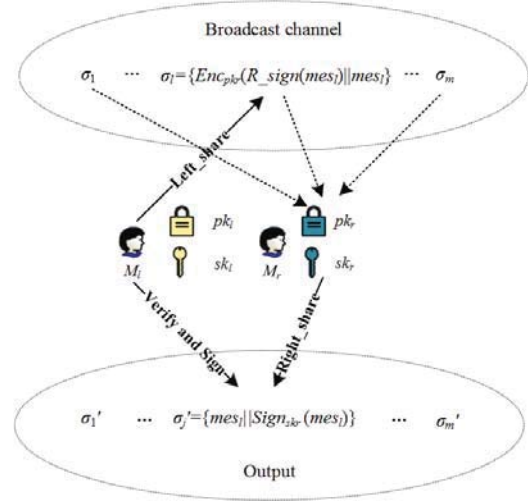 Broadcast channel
σ1 ... σl={Encpkr(R_sign(mesl)||mesl} ... σm
Left_share
pki pkr
Ml skl Mr skr
Verify and Sign
Right_share
σ1' ... σj'={mesl||Signskr(mesl)} ... σm'
Output